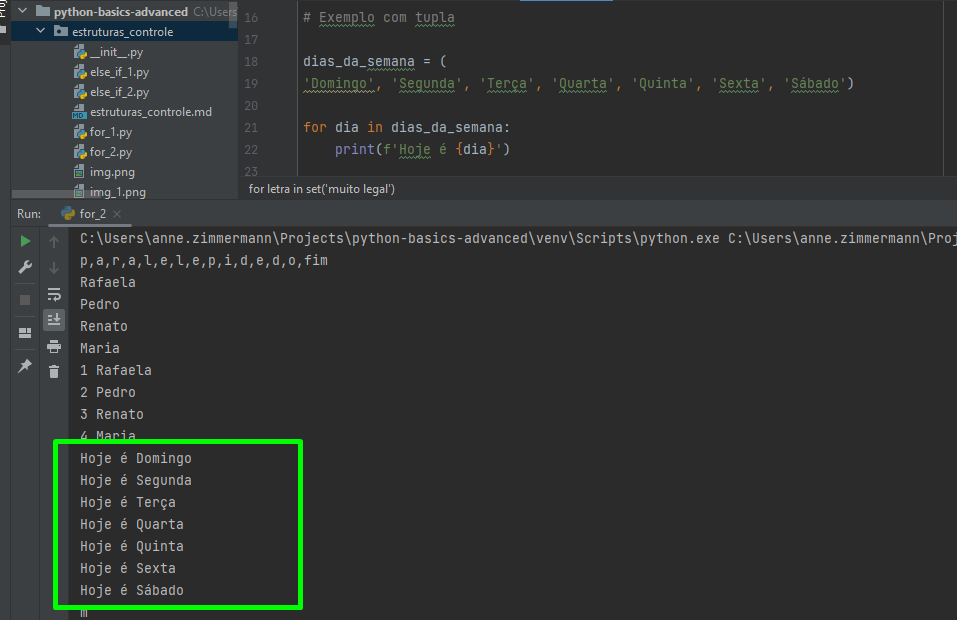 python-basics-advanced C:\Users
estruturas_controle
__init__.py
else_if_1.py
else_if_2.py
estruturas_controle.md
for_1.py
for_2.py
img.png
img_1.png
16 # Exemplo com tupla
17
18 dias_da_semana = (
19 'Domingo', 'Segunda', 'Terça', 'Quarta', 'Quinta', 'Sexta', 'Sábado')
20
21 for dia in dias_da_semana:
22 print(f'Hoje é {dia}')
23
for letra in set('muito legal')
Run: for_2
C:\Users\anne.zimmermann\Projects\python-basics-advanced\venv\Scripts\python.exe C:\Users/anne.zimmermann/Proj
p,a,r,a,l,e,l,e,p,i,d,e,d,o,fim
Rafaela
Pedro
Renato
Maria
1 Rafaela
2 Pedro
3 Renato
4 Maria
Hoje é Domingo
Hoje é Segunda
Hoje é Terça
Hoje é Quarta
Hoje é Quinta
Hoje é Sexta
Hoje é Sábado